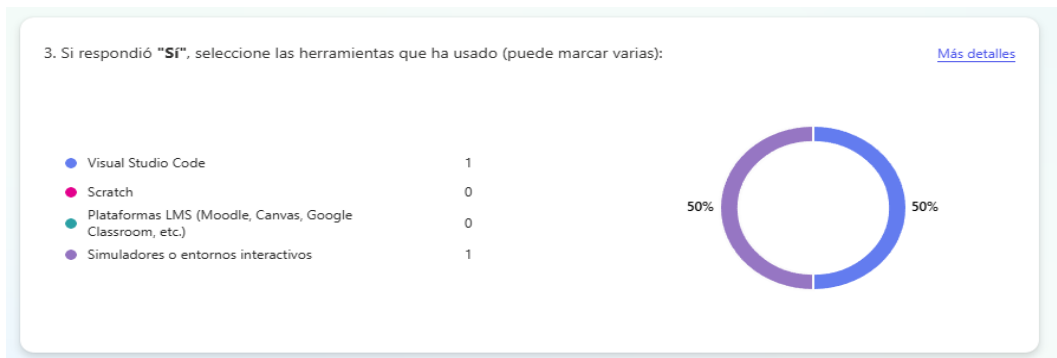 3. Si respondió "Sí", seleccione las herramientas que ha usado (puede marcar varias):
Más detalles
Visual Studio Code 1
Scratch 0
Plataformas LMS (Moodle, Canvas, Google
Classroom, etc.) 0
Simuladores o entornos interactivos 1
50%
50%